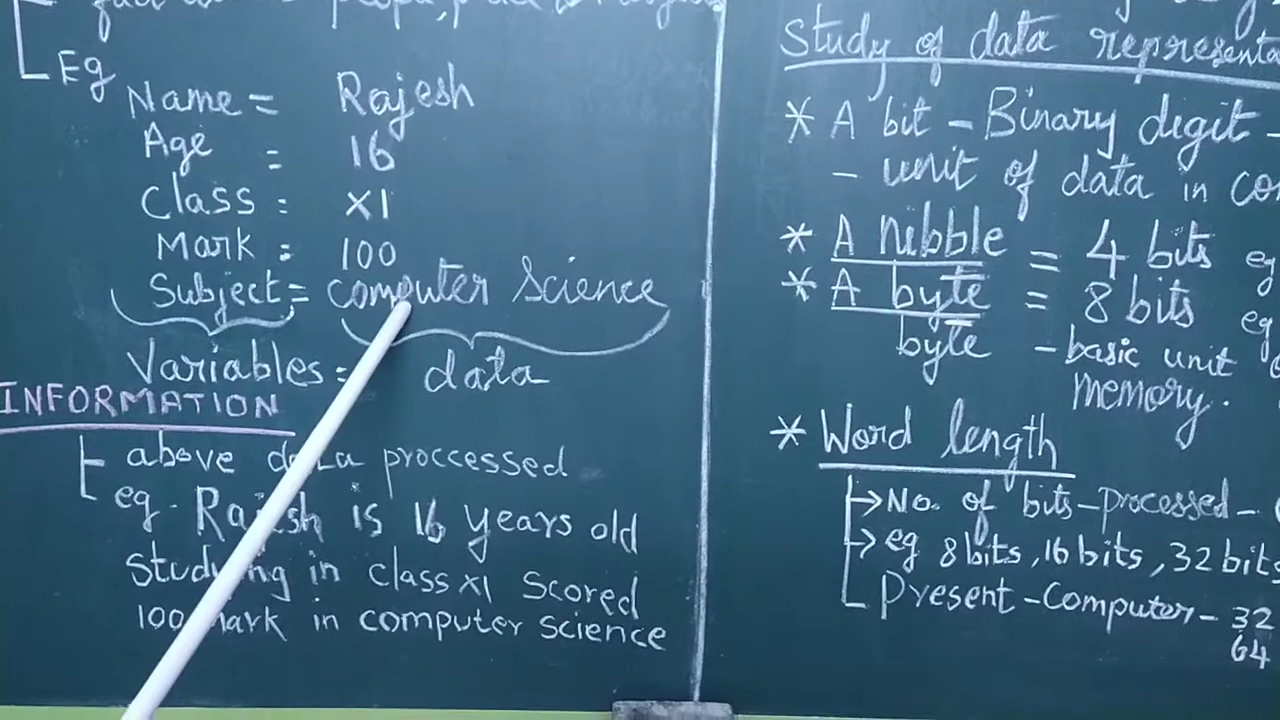 Eg
Name = Rajesh
Age = 16
Class : XI
Mark : 100
Subject = computer Science
Variables = data
INFORMATION
above data proccessed
eg. Rajesh is 16 years old
Studying in class XI Scored
100 mark in computer science
Study of data
* A bit - Binary digit -
- unit of data in
* A nibble = 4 bits eg
* A byte = 8 bits eg
byte - basic unit
memory.
* Word length
→ No. of bits - processed -
→ eg 8 bits, 16 bits, 32 bits
Present - Computer - 32
64